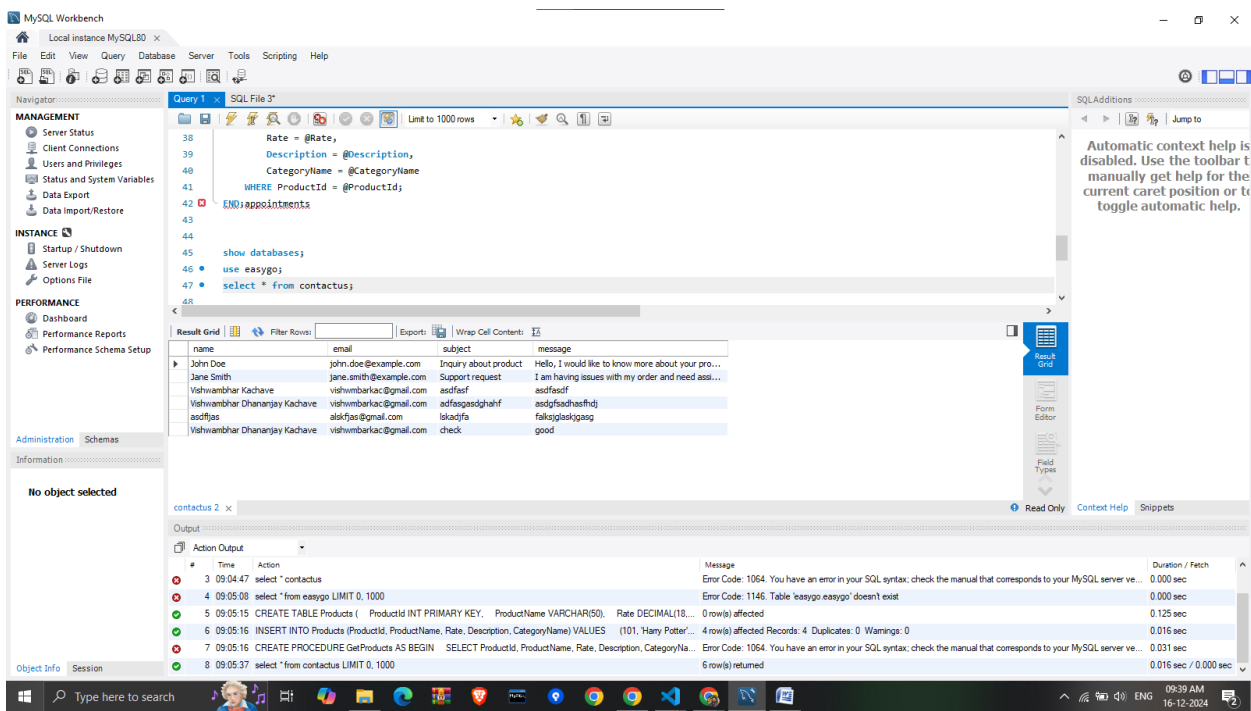 MySQL Workbench
Local instance MySQL80
File Edit View Query Database Server Tools Scripting Help
Navigator
MANAGEMENT
Server Status
Client Connections
Users and Privileges
Status and System Variables
Data Export
Data Import/Restore
INSTANCE
Startup / Shutdown
Server Logs
Options File
PERFORMANCE
Dashboard
Performance Reports
Performance Schema Setup
Administration Schemas
Information
No object selected
Object Info Session
Query 1 SQL File 3*
Limit to 1000 rows
38 Rate = @Rate,
39 Description = @Description,
40 CategoryName = @CategoryName
41 WHERE ProductId = @ProductId;
42 END;appointments
43
44
45 show databases;
46 use easygo;
47 select * from contactus;
48
Result Grid Filter Rows: Export: Wrap Cell Content:
name email subject message
John Doe john.doe@example.com Inquiry about product Hello, I would like to know more about your pro...
Jane Smith jane.smith@example.com Support request I am having issues with my order and need assi...
Vishwambhar Kachave vishwmbarkac@gmail.com asdfasf asdfasdf
Vishwambhar Dhananjay Kachave vishwmbarkac@gmail.com adfasgasdghahf asdgfsadhasfhdj
asdfljas alskfjas@gmail.com lskadjfa falksjglaskjgasg
Vishwambhar Dhananjay Kachave vishwmbarkac@gmail.com check good
Result Grid
Form Editor
Field Types
contactus 2 Read Only
SQLAdditions
Jump to
Automatic context help is
disabled. Use the toolbar t
manually get help for the
current caret position or to
toggle automatic help.
Context Help Snippets
Output
Action Output
# Time Action Message Duration / Fetch
3 09:04:47 select * contactus Error Code: 1064. You have an error in your SQL syntax; check the manual that corresponds to your MySQL server ve... 0.000 sec
4 09:05:08 select * from easygo LIMIT 0, 1000 Error Code: 1146. Table 'easygo.easygo' doesn't exist 0.000 sec
5 09:05:15 CREATE TABLE Products ( ProductId INT PRIMARY KEY, ProductName VARCHAR(50), Rate DECIMAL(18,... 0 row(s) affected 0.125 sec
6 09:05:16 INSERT INTO Products (ProductId, ProductName, Rate, Description, CategoryName) VALUES (101, 'Harry Potter'... 4 row(s) affected Records: 4 Duplicates: 0 Warnings: 0 0.016 sec
7 09:05:16 CREATE PROCEDURE GetProducts AS BEGIN SELECT ProductId, ProductName, Rate, Description, CategoryNa... Error Code: 1064. You have an error in your SQL syntax; check the manual that corresponds to your MySQL server ve... 0.031 sec
8 09:05:37 select * from contactus LIMIT 0, 1000 6 row(s) returned 0.016 sec / 0.000 sec
Type here to search
ENG
09:39 AM
16-12-2024
2